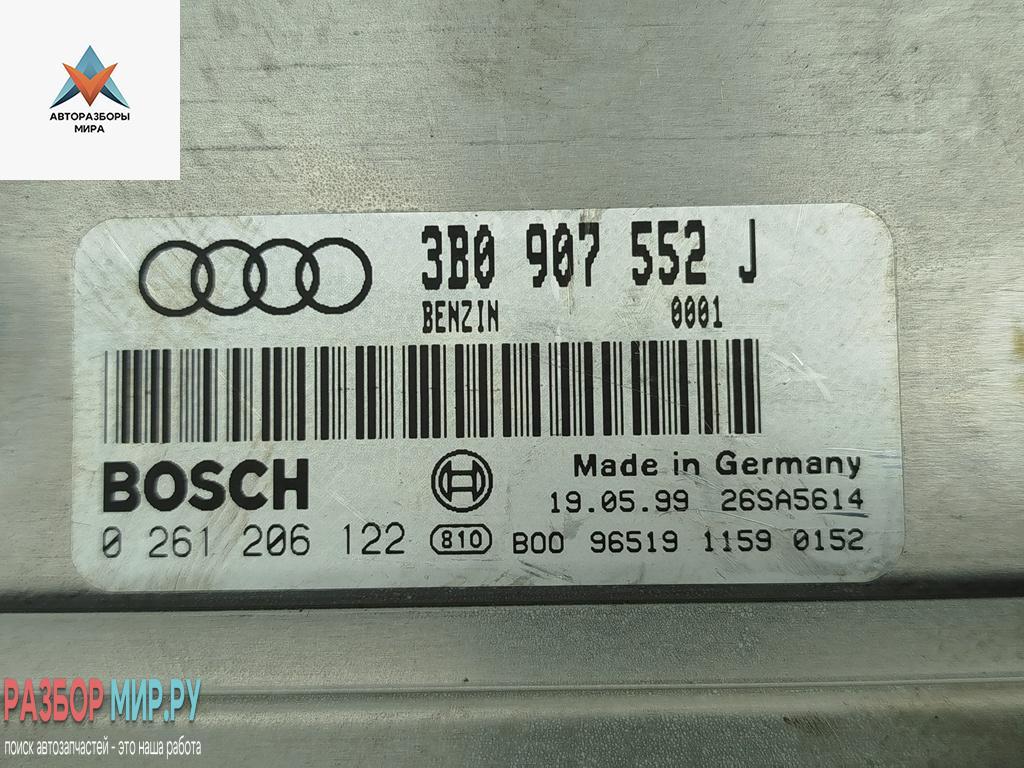 АВТОРАЗБОРЫ
МИРА
3B0 907 552 J
BENZIN 0001
BOSCH
Made in Germany
19.05.99 26SA5614
0 261 206 122 810 B00 96519 1159 0152
РАЗБОР МИР.РУ
поиск автозапчастей - это наша работа